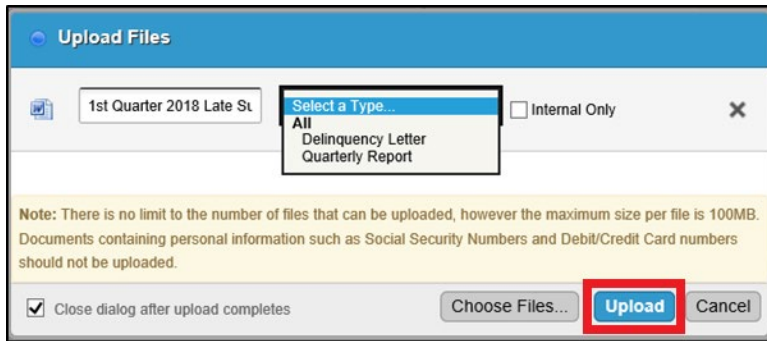 Upload Files
1st Quarter 2018 Late
Select a Type...
Internal Only
All
Delinquency Letter
Quarterly Report
Note: There is no limit to the number of files that can be uploaded, however the maximum size per file is 100MB.
Documents containing personal information such as Social Security Numbers and Debit/Credit Card numbers
should not be uploaded.
Close dialog after upload completes
Choose Files...
Upload
Cancel